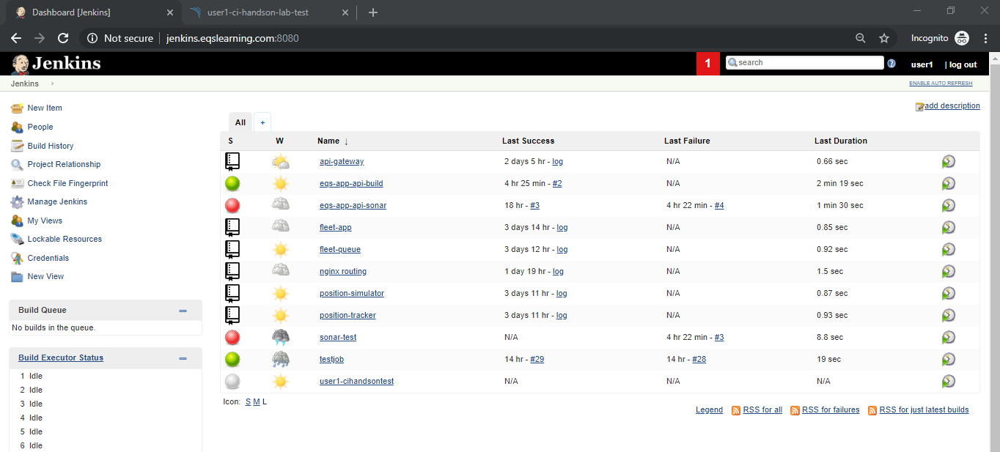 Dashboard [Jenkins]
user1-ci-handson-lab-test
Not secure
jenkins.eqslearning.com:8080
Incognito
Jenkins
1
search
user1
| log out
Jenkins
ENABLE AUTO REFRESH
New Item
People
Build History
Project Relationship
Check File Fingerprint
Manage Jenkins
My Views
Lockable Resources
Credentials
New View
Build Queue
No builds in the queue.
Build Executor Status
1 Idle
2 Idle
3 Idle
4 Idle
5 Idle
6 Idle
add description
All +
S W Name ↓ Last Success Last Failure Last Duration
api-gateway 2 days 5 hr - log N/A 0.66 sec
eqs-app-api-build 4 hr 25 min - #2 N/A 2 min 19 sec
eqs-app-api-sonar 18 hr - #3 4 hr 22 min - #4 1 min 30 sec
fleet-app 3 days 14 hr - log N/A 0.85 sec
fleet-queue 3 days 12 hr - log N/A 0.92 sec
nginx routing 1 day 19 hr - log N/A 1.5 sec
position-simulator 3 days 11 hr - log N/A 0.87 sec
position-tracker 3 days 11 hr - log N/A 0.93 sec
sonar-test N/A 4 hr 22 min - #3 8.8 sec
testjob 14 hr - #29 14 hr - #28 19 sec
user1-cihandsontest N/A N/A N/A
Icon: S M L
Legend RSS for all RSS for failures RSS for just latest builds